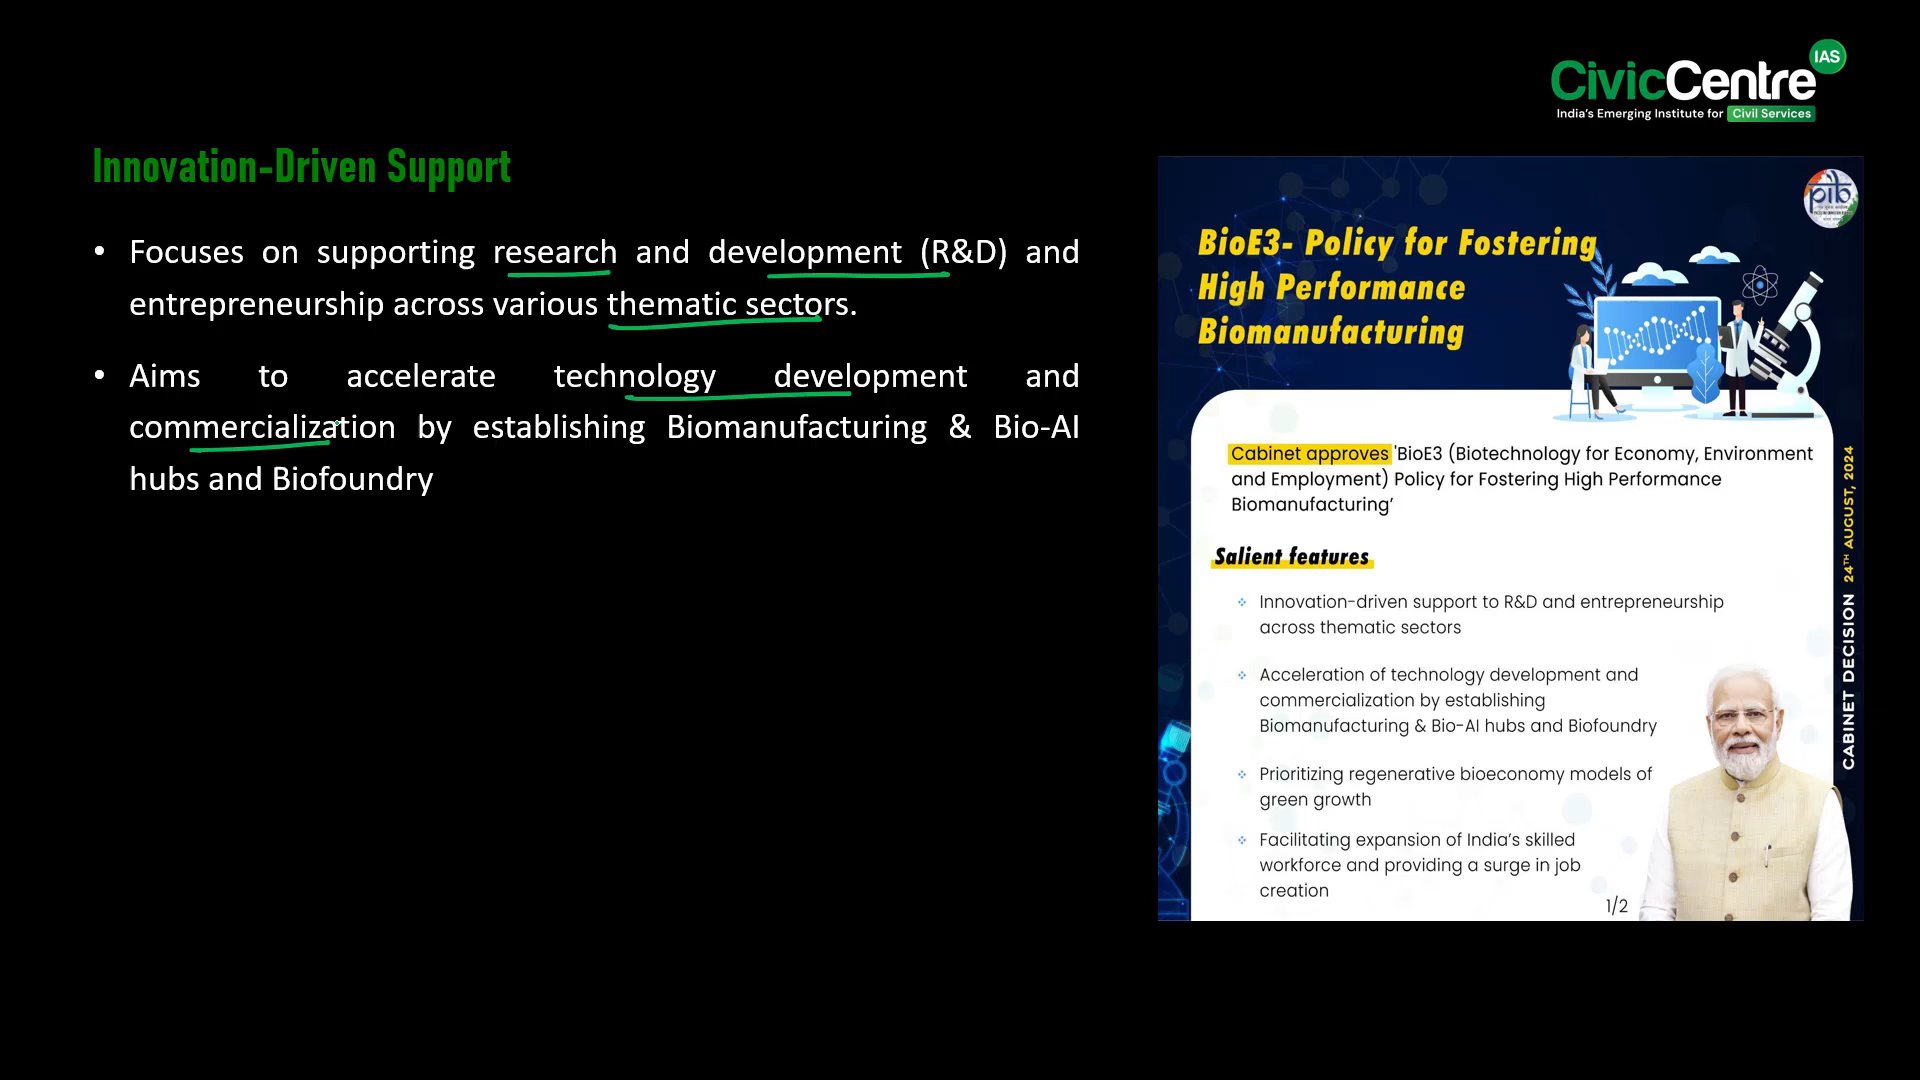 CivicCentre IAS
India's Emerging Institute for Civil Services
Innovation-Driven Support
• Focuses on supporting research and development (R&D) and
entrepreneurship across various thematic sectors.
• Aims to accelerate technology development and
commercialization by establishing Biomanufacturing & Bio-AI
hubs and Biofoundry
pib
BioE3- Policy for Fostering
High Performance
Biomanufacturing
Cabinet approves 'BioE3 (Biotechnology for Economy, Environment
and Employment) Policy for Fostering High Performance
Biomanufacturing'
Salient features
Innovation-driven support to R&D and entrepreneurship
across thematic sectors
Acceleration of technology development and
commercialization by establishing
Biomanufacturing & Bio-AI hubs and Biofoundry
Prioritizing regenerative bioeconomy models of
green growth
Facilitating expansion of India's skilled
workforce and providing a surge in job
creation
1/2
CABINET DECISION 24TH AUGUST, 2024